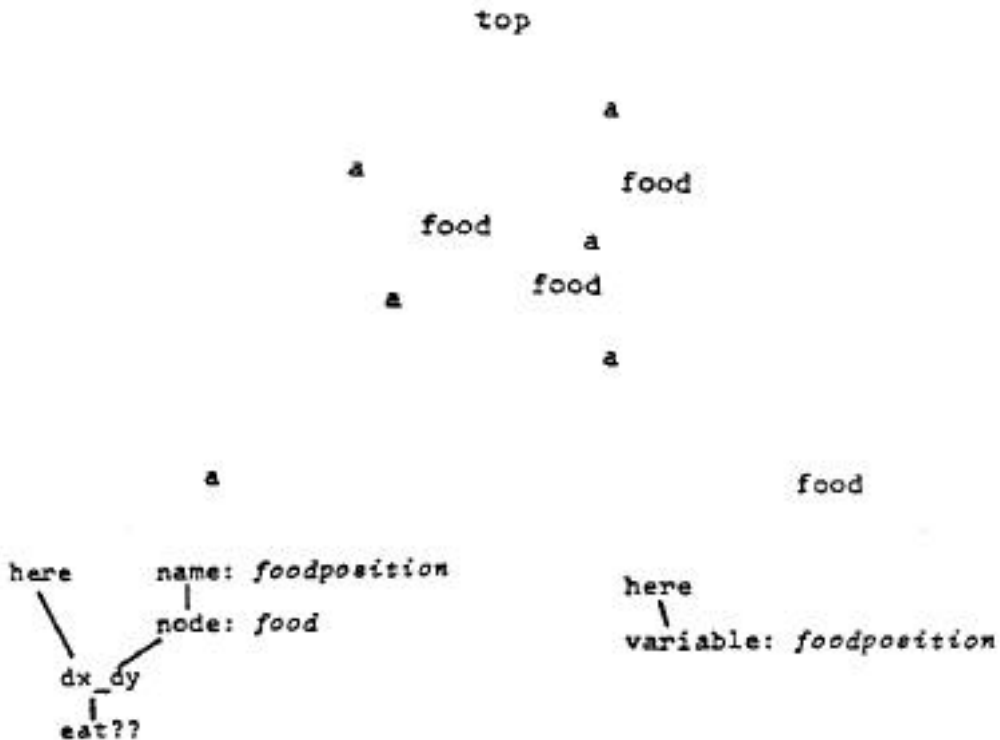 top
a
a
food
food
a
food
a
a
a
food
here name: foodposition
node: food
dx_dy
eat??
here
variable: foodposition